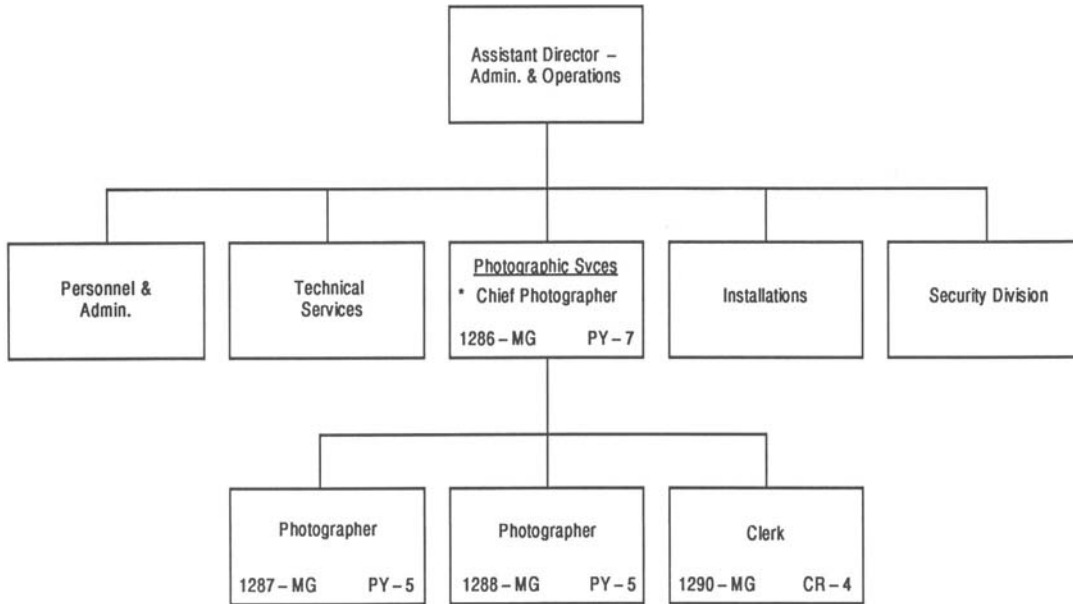 Assistant Director –
Admin. & Operations
Personnel &
Admin.
Technical
Services
Photographic Svces
* Chief Photographer
1286 – MG PY – 7
Installations
Security Division
Photographer
1287 – MG PY – 5
Photographer
1288 – MG PY – 5
Clerk
1290 – MG CR – 4